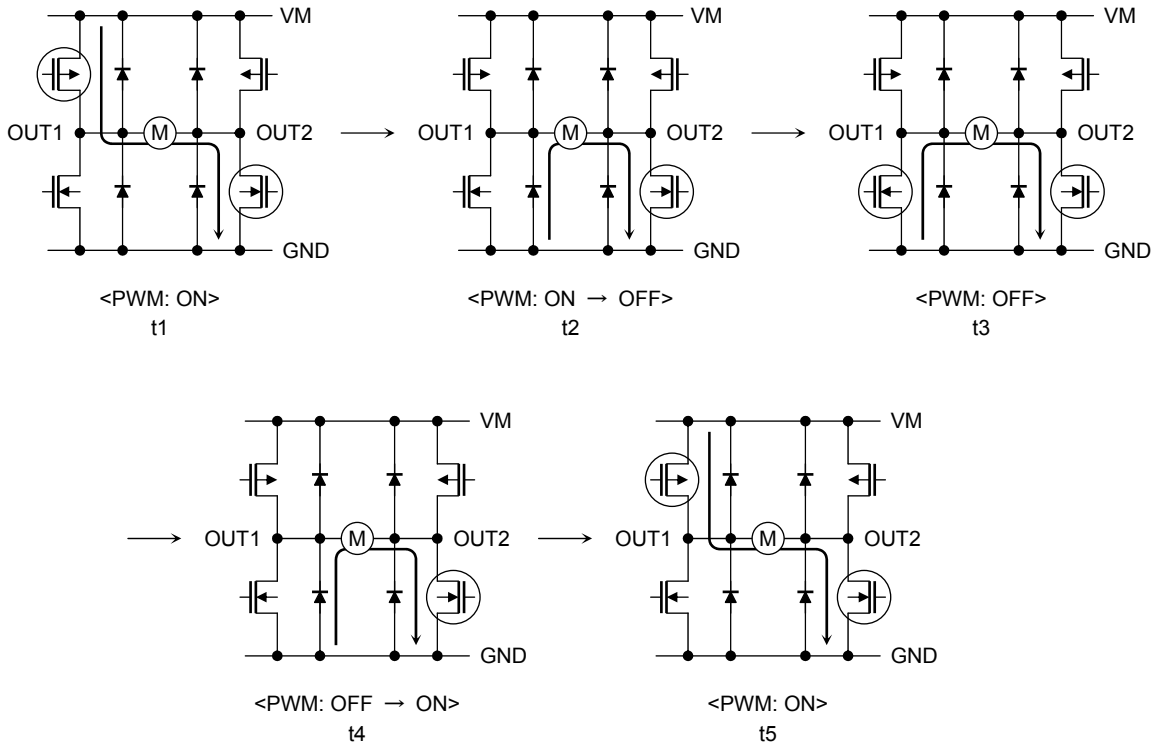 VM
VM
VM
OUT1 M OUT2
OUT1 M OUT2
OUT1 M OUT2
GND
GND
GND
<PWM: ON>
t1
<PWM: ON → OFF>
t2
<PWM: OFF>
t3
VM
VM
OUT1 M OUT2
OUT1 M OUT2
GND
GND
<PWM: OFF → ON>
t4
<PWM: ON>
t5